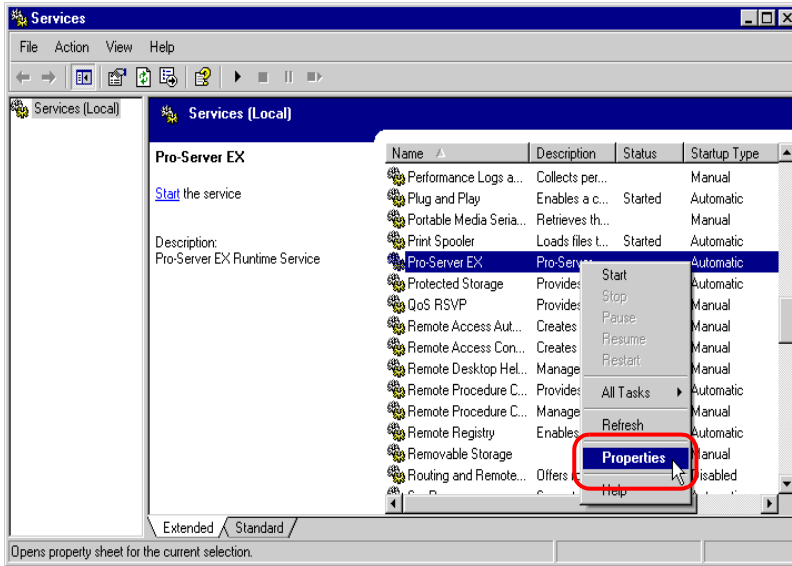 Services
File Action View Help
Services (Local)
Services (Local)
Pro-Server EX
Start the service
Description:
Pro-Server EX Runtime Service
Name Description Status Startup Type
Performance Logs a... Collects per... Manual
Plug and Play Enables a c... Started Automatic
Portable Media Seria... Retrieves th... Manual
Print Spooler Loads files t... Started Automatic
Pro-Server EX Pro-Server Automatic
Protected Storage Provides Automatic
QoS RSVP Provides Manual
Remote Access Aut... Creates Manual
Remote Access Con... Creates Manual
Remote Desktop Hel... Manage Manual
Remote Procedure C... Provides Automatic
Remote Procedure C... Manage Manual
Remote Registry Enables Automatic
Removable Storage Manual
Routing and Remote... Offers Disabled
Start
Stop
Pause
Resume
Restart
All Tasks
Refresh
Properties
Help
Extended Standard
Opens property sheet for the current selection.